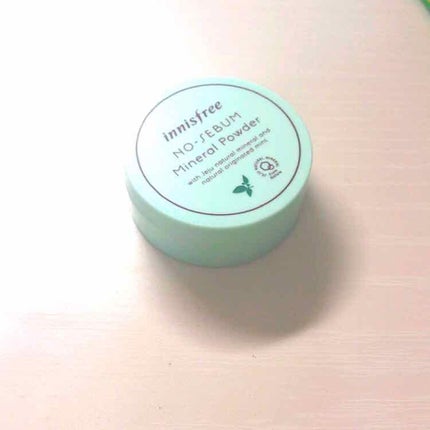 innisfree
NO-SEBUM
Mineral Powder
with Jeju natural mineral and
natural originated mint